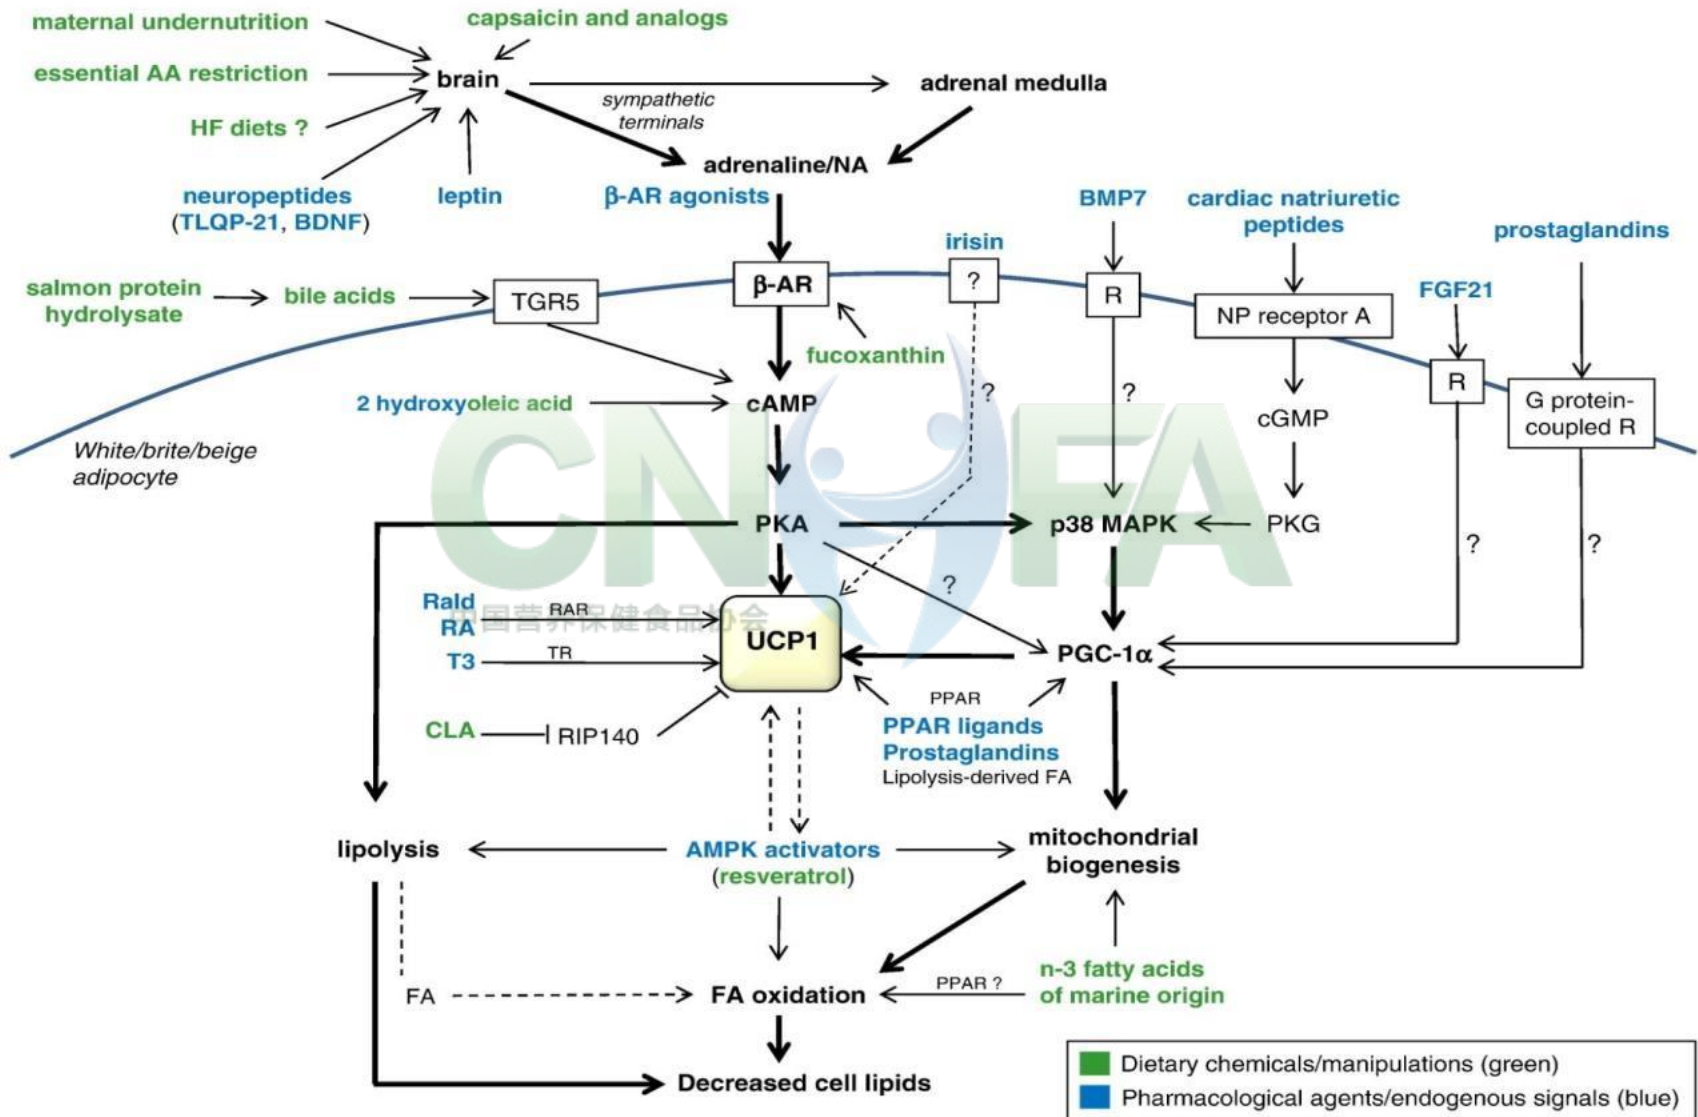 maternal undernutrition
capsaicin and analogs
essential AA restriction
brain
adrenal medulla
sympathetic
terminals
HF diets ?
adrenaline/NA
neuropeptides
(TLQP-21, BDNF)
leptin
β-AR agonists
BMP7
cardiac natriuretic
peptides
prostaglandins
irisin
salmon protein
hydrolysate
bile acids
TGR5
β-AR
?
R
NP receptor A
FGF21
fucoxanthin
R
G protein-
coupled R
2 hydroxyoleic acid
cAMP
?
?
cGMP
White/brite/beige
adipocyte
CNHFA
PKA
p38 MAPK
PKG
?
?
?
Rald
RA
RAR
中国营养保健食品协会
UCP1
T3
TR
PGC-1α
CLA
RIP140
PPAR
PPAR ligands
Prostaglandins
Lipolysis-derived FA
lipolysis
AMPK activators
(resveratrol)
mitochondrial
biogenesis
FA
FA oxidation
PPAR ?
n-3 fatty acids
of marine origin
Decreased cell lipids
Dietary chemicals/manipulations (green)
Pharmacological agents/endogenous signals (blue)